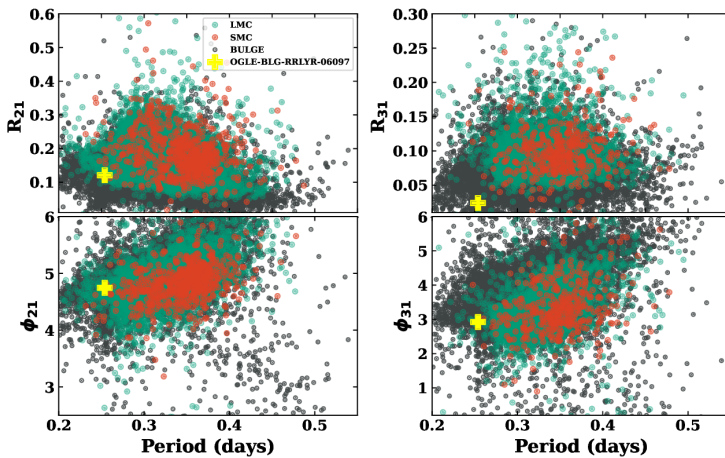 0.6
0.5
0.4
0.3
0.2
0.1
R21
LMC
SMC
BULGE
OGLE-BLG-RRLYR-06097
0.30
0.25
0.20
0.15
0.10
0.05
R31
6
5
4
3
ϕ21
0.2 0.3 0.4 0.5
Period (days)
6
5
4
3
2
1
ϕ31
0.2 0.3 0.4 0.5
Period (days)